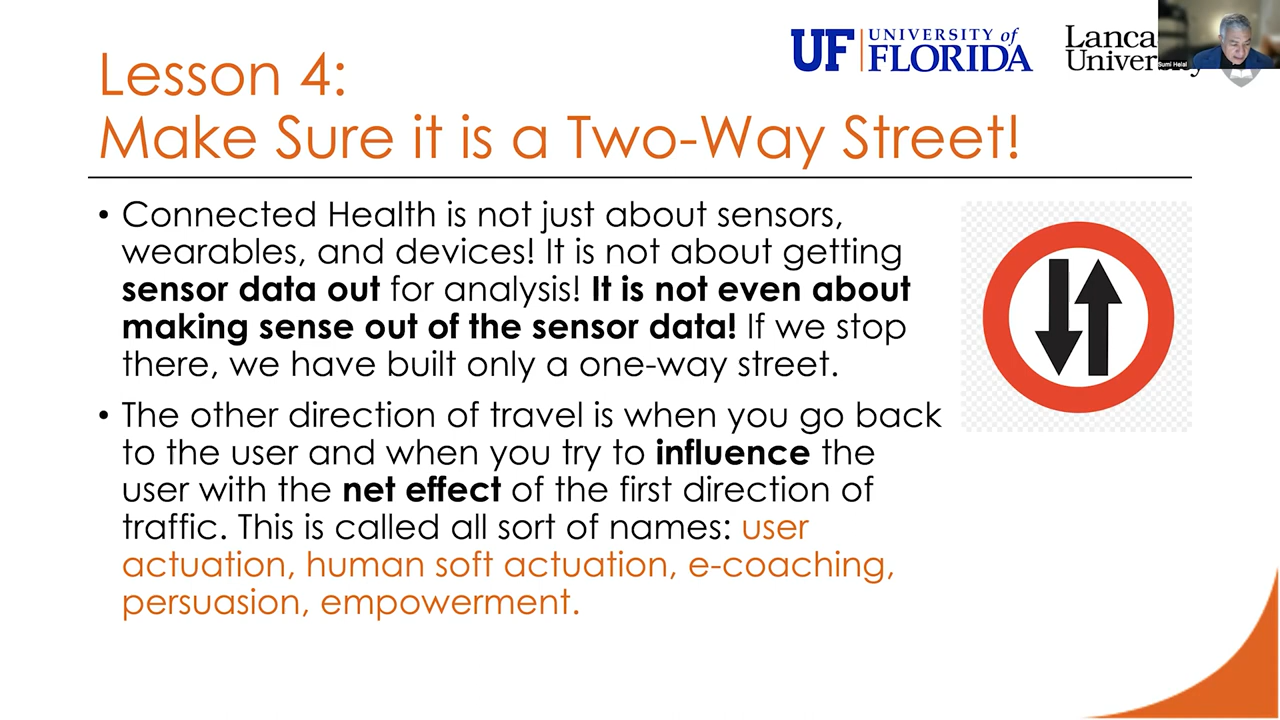 Lesson 4:
Make Sure it is a Two-Way Street!
UF UNIVERSITY of
FLORIDA
• Connected Health is not just about sensors,
wearables, and devices! It is not about getting
sensor data out for analysis! It is not even about
making sense out of the sensor data! If we stop
there, we have built only a one-way street.
• The other direction of travel is when you go back
to the user and when you try to influence the
user with the net effect of the first direction of
traffic. This is called all sort of names: user
actuation, human soft actuation, e-coaching,
persuasion, empowerment.